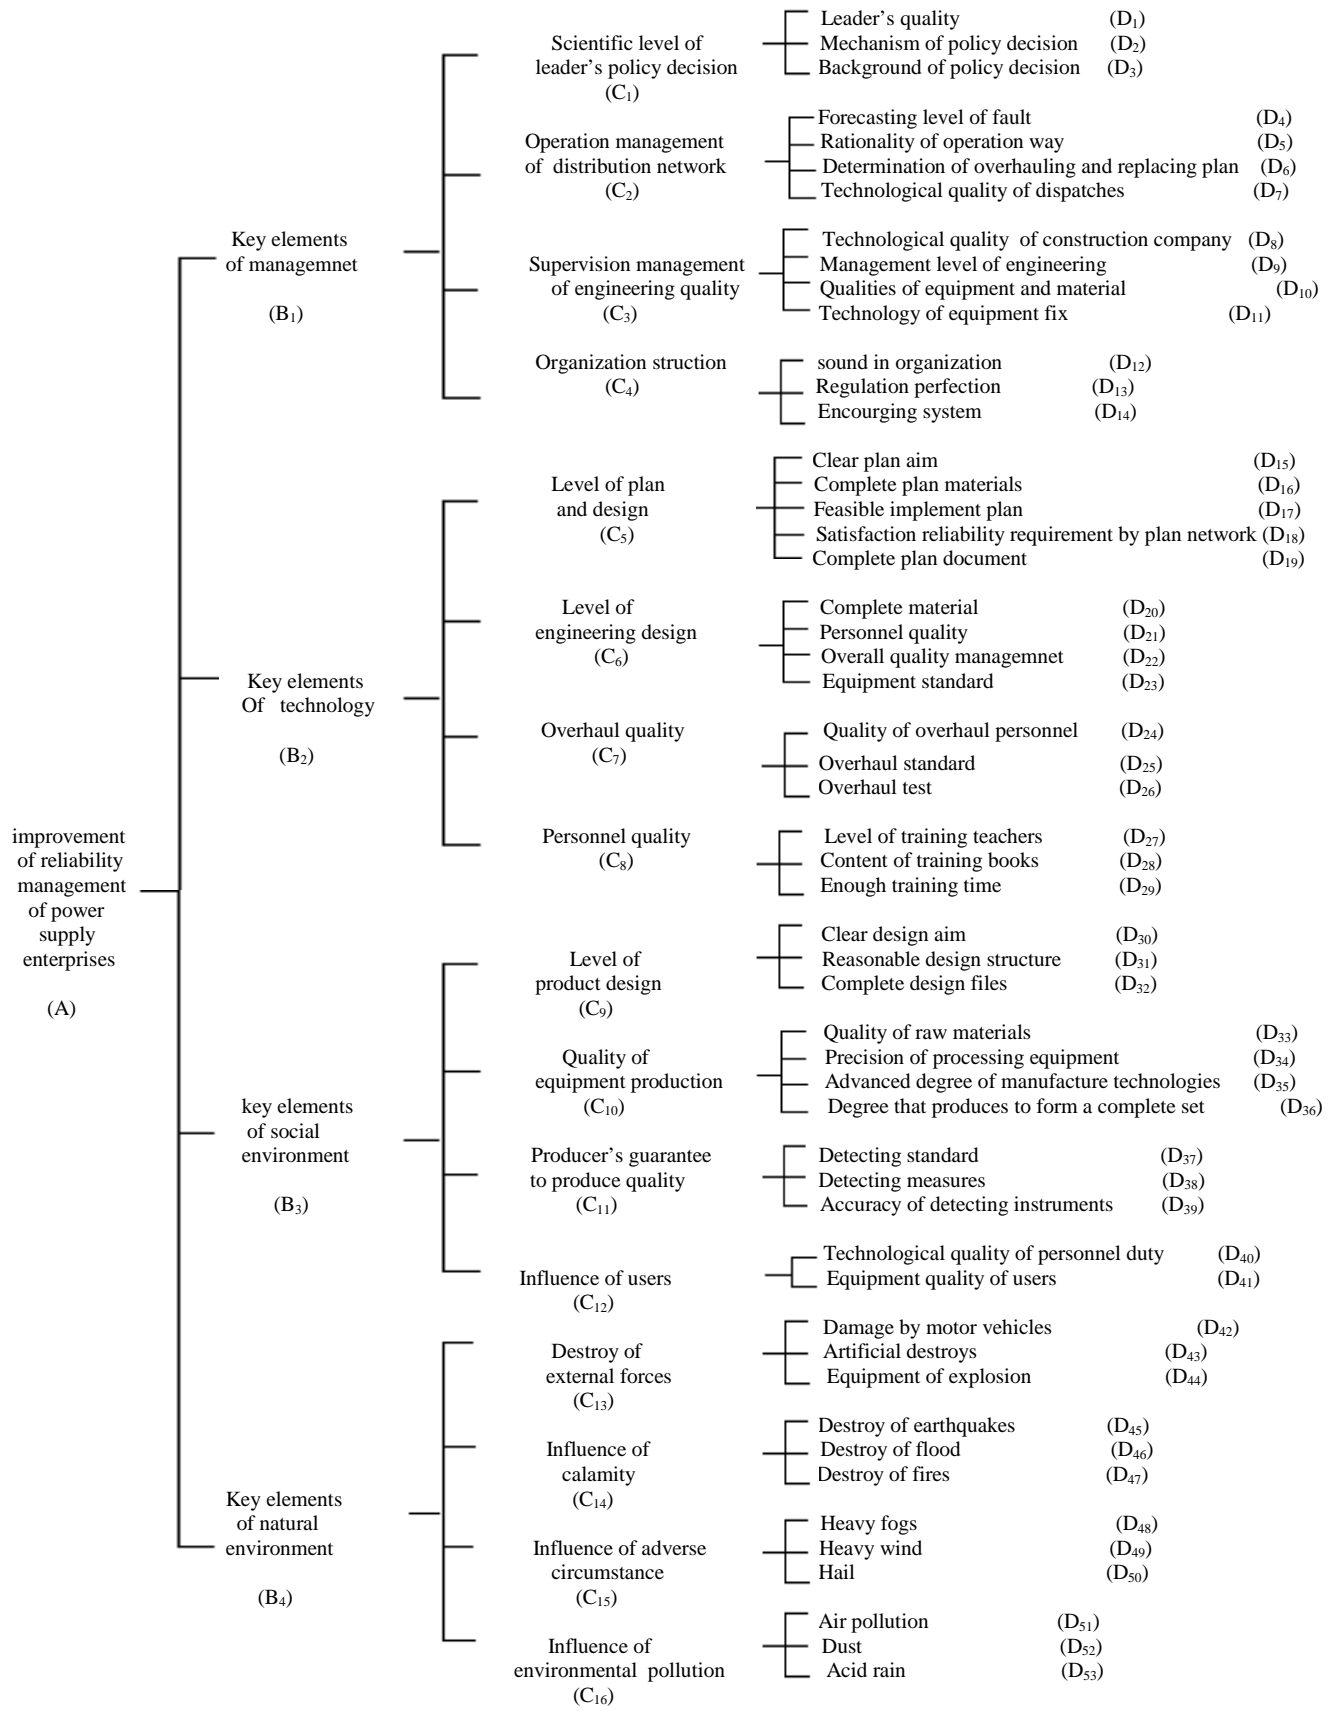 improvement
of reliability
management
of power
supply
enterprises
(A)
Key elements
of managemnet
(B1)
Scientific level of
leader's policy decision
(C1)
Leader's quality (D1)
Mechanism of policy decision (D2)
Background of policy decision (D3)
Operation management
of distribution network
(C2)
Forecasting level of fault (D4)
Rationality of operation way (D5)
Determination of overhauling and replacing plan (D6)
Technological quality of dispatches (D7)
Supervision management
of engineering quality
(C3)
Technological quality of construction company (D8)
Management level of engineering (D9)
Qualities of equipment and material (D10)
Technology of equipment fix (D11)
Organization struction
(C4)
sound in organization (D12)
Regulation perfection (D13)
Encourging system (D14)
Key elements
Of technology
(B2)
Level of plan
and design
(C5)
Clear plan aim (D15)
Complete plan materials (D16)
Feasible implement plan (D17)
Satisfaction reliability requirement by plan network (D18)
Complete plan document (D19)
Level of
engineering design
(C6)
Complete material (D20)
Personnel quality (D21)
Overall quality managemnet (D22)
Equipment standard (D23)
Overhaul quality
(C7)
Quality of overhaul personnel (D24)
Overhaul standard (D25)
Overhaul test (D26)
Personnel quality
(C8)
Level of training teachers (D27)
Content of training books (D28)
Enough training time (D29)
key elements
of social
environment
(B3)
Level of
product design
(C9)
Clear design aim (D30)
Reasonable design structure (D31)
Complete design files (D32)
Quality of
equipment production
(C10)
Quality of raw materials (D33)
Precision of processing equipment (D34)
Advanced degree of manufacture technologies (D35)
Degree that produces to form a complete set (D36)
Producer's guarantee
to produce quality
(C11)
Detecting standard (D37)
Detecting measures (D38)
Accuracy of detecting instruments (D39)
Influence of users
(C12)
Technological quality of personnel duty (D40)
Equipment quality of users (D41)
Key elements
of natural
environment
(B4)
Destroy of
external forces
(C13)
Damage by motor vehicles (D42)
Artificial destroys (D43)
Equipment of explosion (D44)
Influence of
calamity
(C14)
Destroy of earthquakes (D45)
Destroy of flood (D46)
Destroy of fires (D47)
Influence of adverse
circumstance
(C15)
Heavy fogs (D48)
Heavy wind (D49)
Hail (D50)
Influence of
environmental pollution
(C16)
Air pollution (D51)
Dust (D52)
Acid rain (D53)